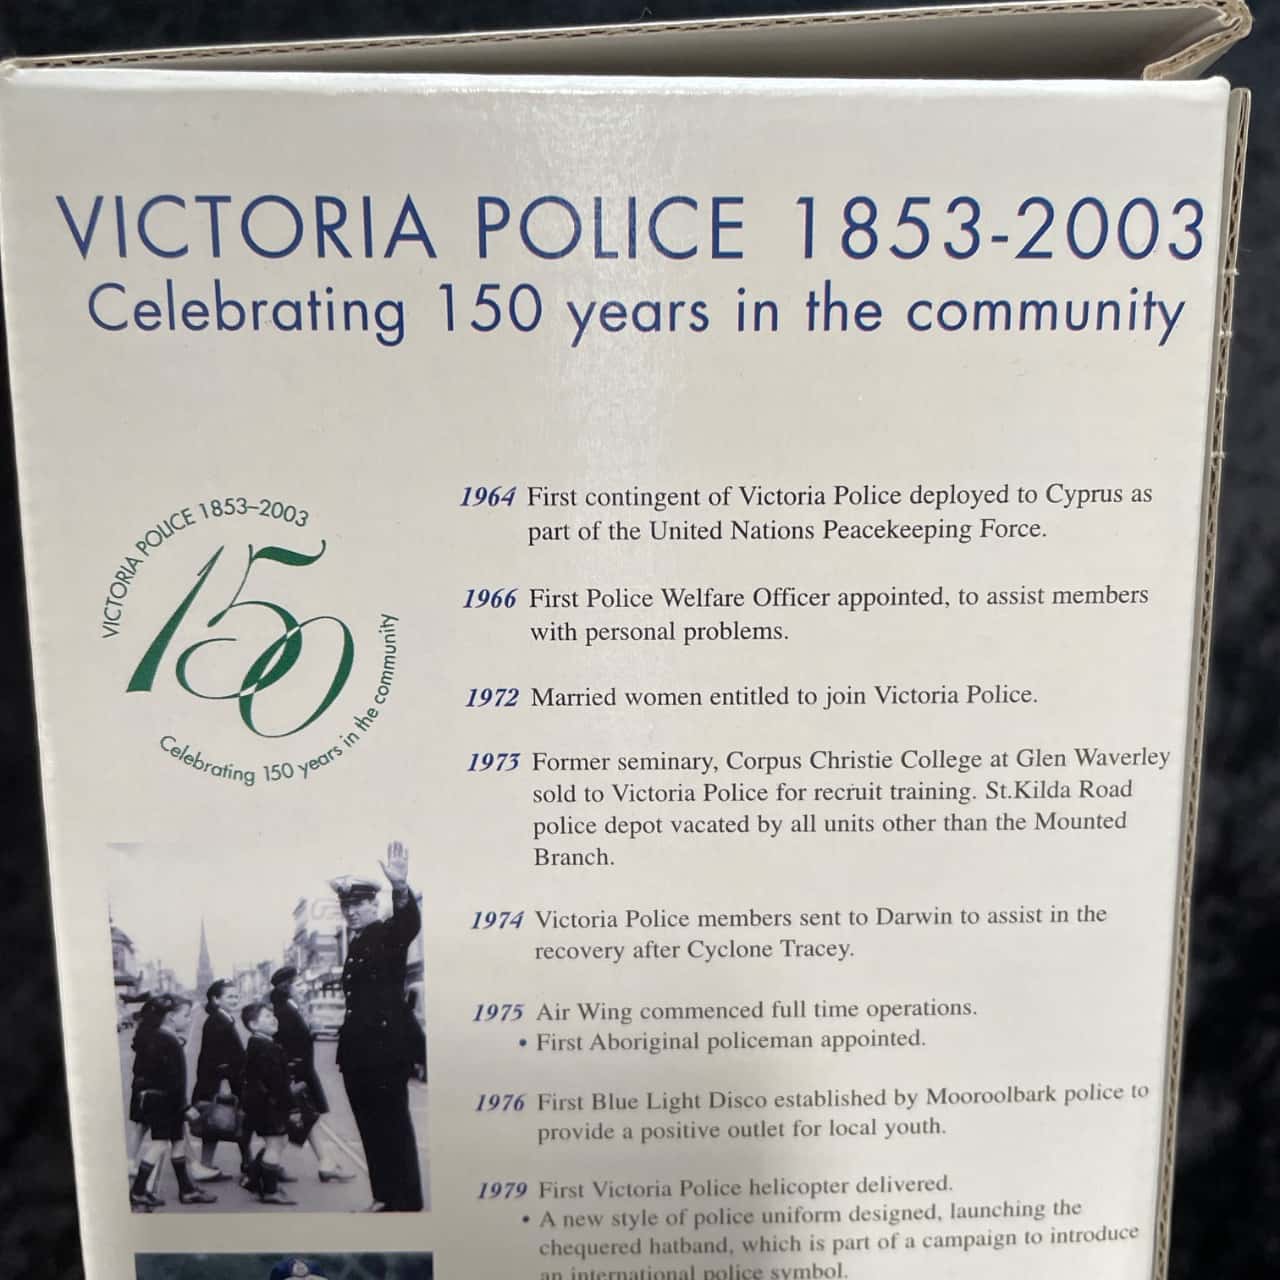 VICTORIA POLICE 1853-2003
Celebrating 150 years in the community
VICTORIA POLICE 1853–2003
150
Celebrating 150 years in the community
1964 First contingent of Victoria Police deployed to Cyprus as
part of the United Nations Peacekeeping Force.
1966 First Police Welfare Officer appointed, to assist members
with personal problems.
1972 Married women entitled to join Victoria Police.
1973 Former seminary, Corpus Christie College at Glen Waverley
sold to Victoria Police for recruit training. St.Kilda Road
police depot vacated by all units other than the Mounted
Branch.
1974 Victoria Police members sent to Darwin to assist in the
recovery after Cyclone Tracey.
1975 Air Wing commenced full time operations.
• First Aboriginal policeman appointed.
1976 First Blue Light Disco established by Mooroolbark police to
provide a positive outlet for local youth.
1979 First Victoria Police helicopter delivered.
• A new style of police uniform designed, launching the
chequered hatband, which is part of a campaign to introduce
an international police symbol.